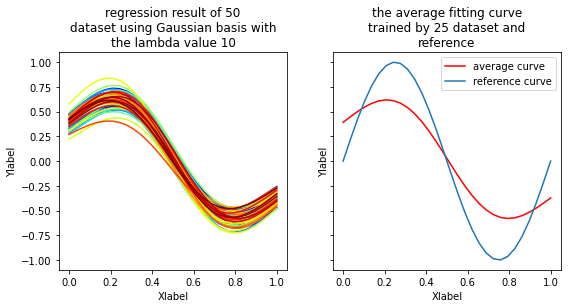 regression result of 50
dataset using Gaussian basis with
the lambda value 10
1.00
0.75
0.50
0.25
0.00
−0.25
−0.50
−0.75
−1.00
Ylabel
0.0 0.2 0.4 0.6 0.8 1.0
Xlabel
the average fitting curve
trained by 25 dataset and
reference
average curve
reference curve
Ylabel
0.0 0.2 0.4 0.6 0.8 1.0
Xlabel